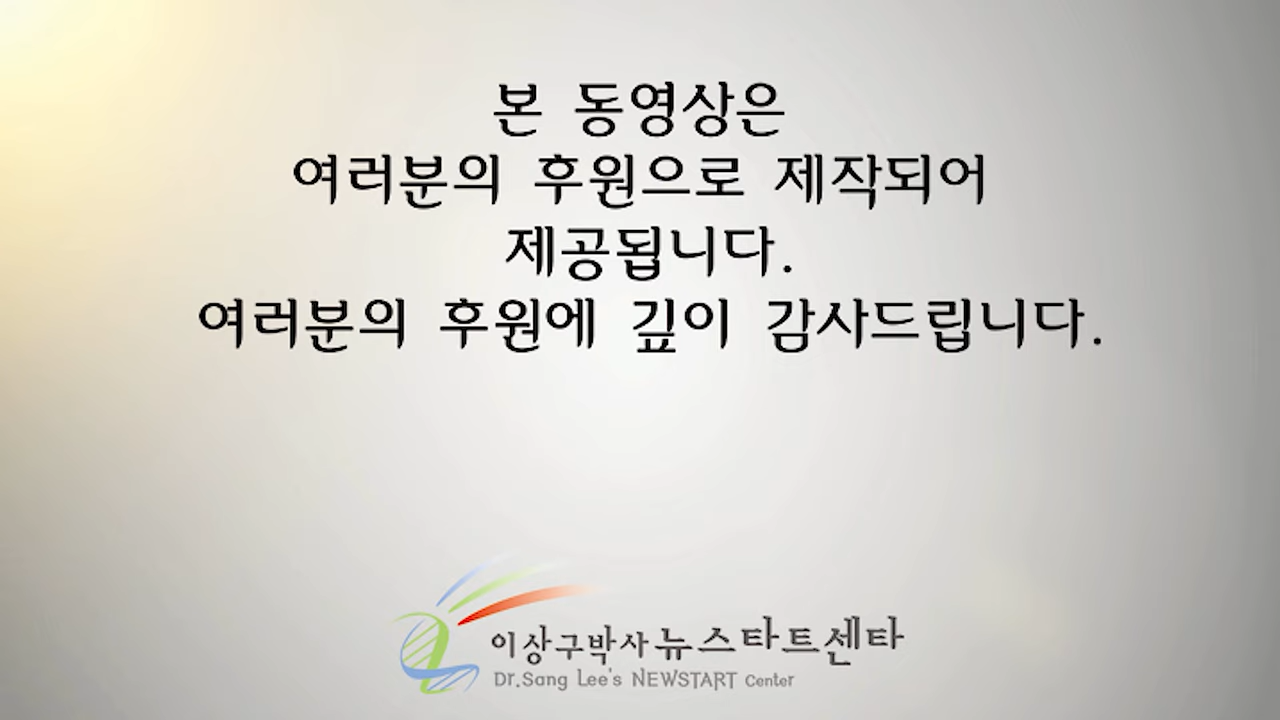 본 동영상은
여러분의 후원으로 제작되어
제공됩니다.
여러분의 후원에 깊이 감사드립니다.
이상구박사뉴스타트센타
Dr.Sang Lee's NEWSTART Center